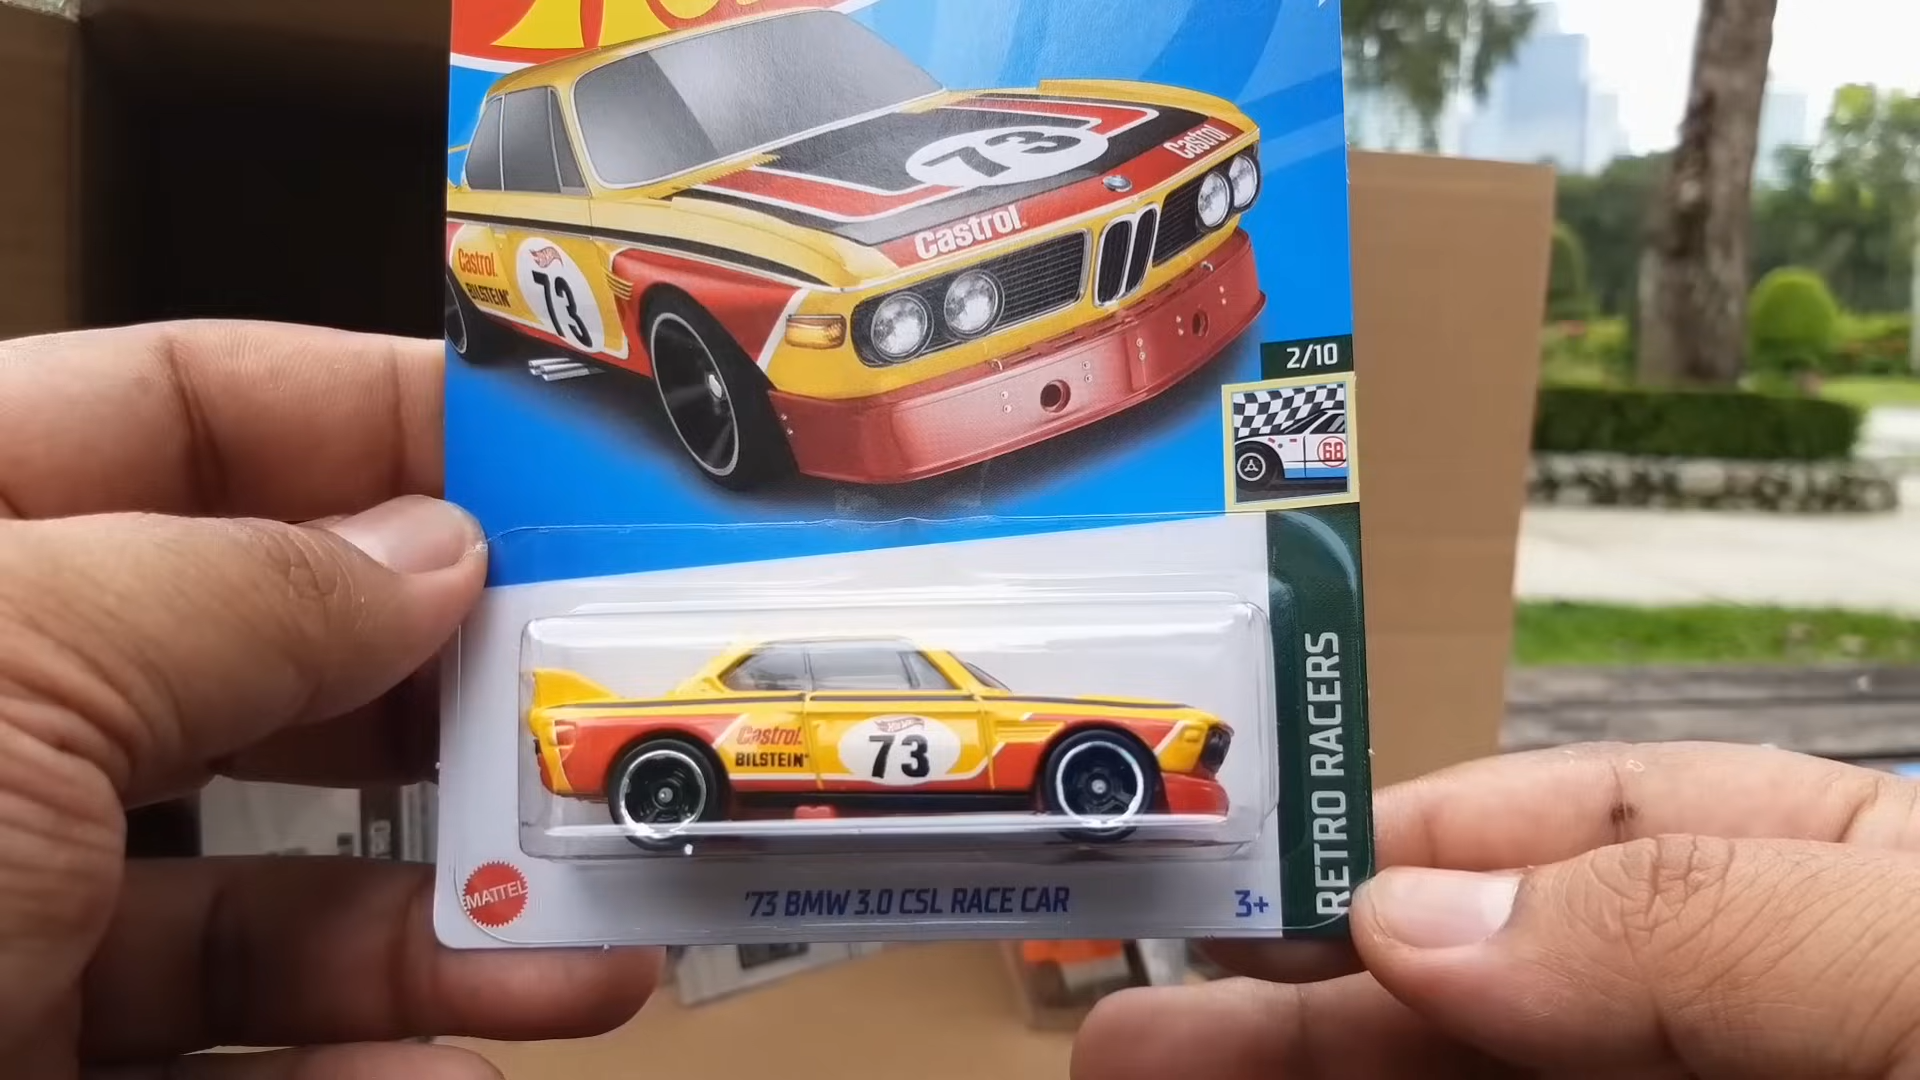 73
Castrol
Castrol
Castrol
BILSTEIN
73
2/10
68
Castrol
BILSTEIN
73
RETRO RACERS
MATTEL
'73 BMW 3.0 CSL RACE CAR
3+